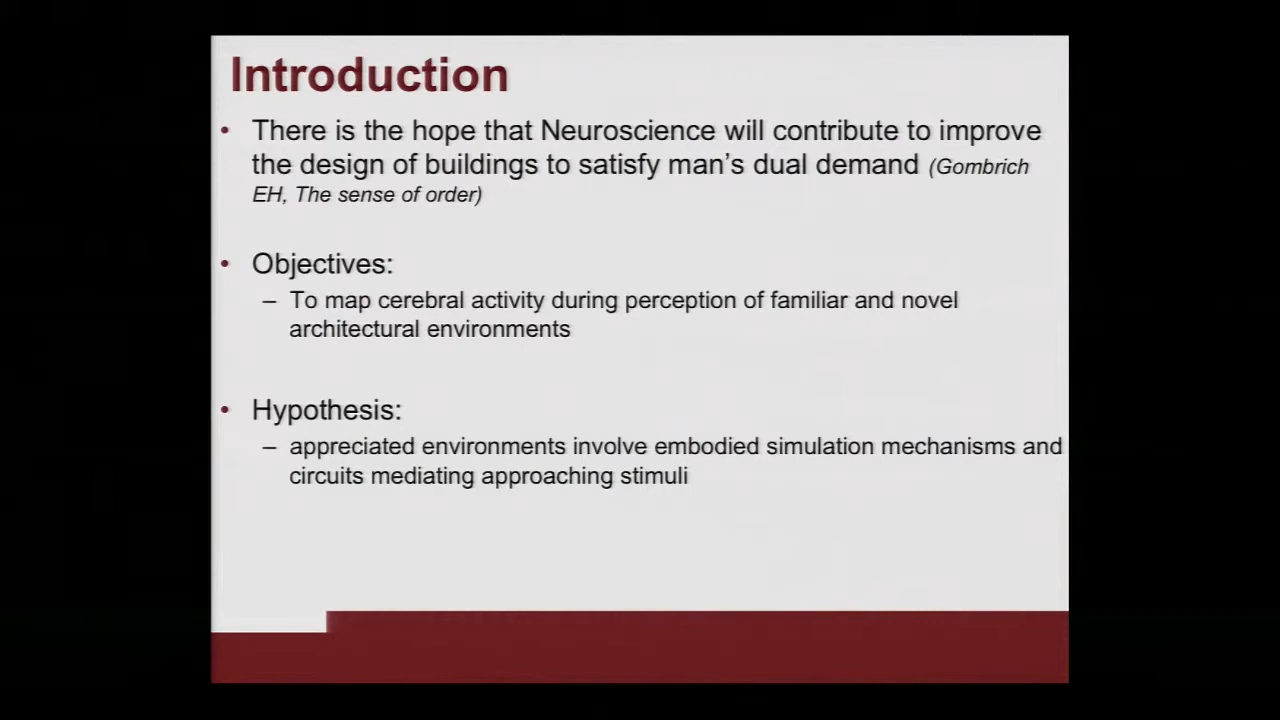 Introduction
• There is the hope that Neuroscience will contribute to improve
the design of buildings to satisfy man's dual demand (Gombrich
EH, The sense of order)
• Objectives:
– To map cerebral activity during perception of familiar and novel
architectural environments
• Hypothesis:
– appreciated environments involve embodied simulation mechanisms and
circuits mediating approaching stimuli